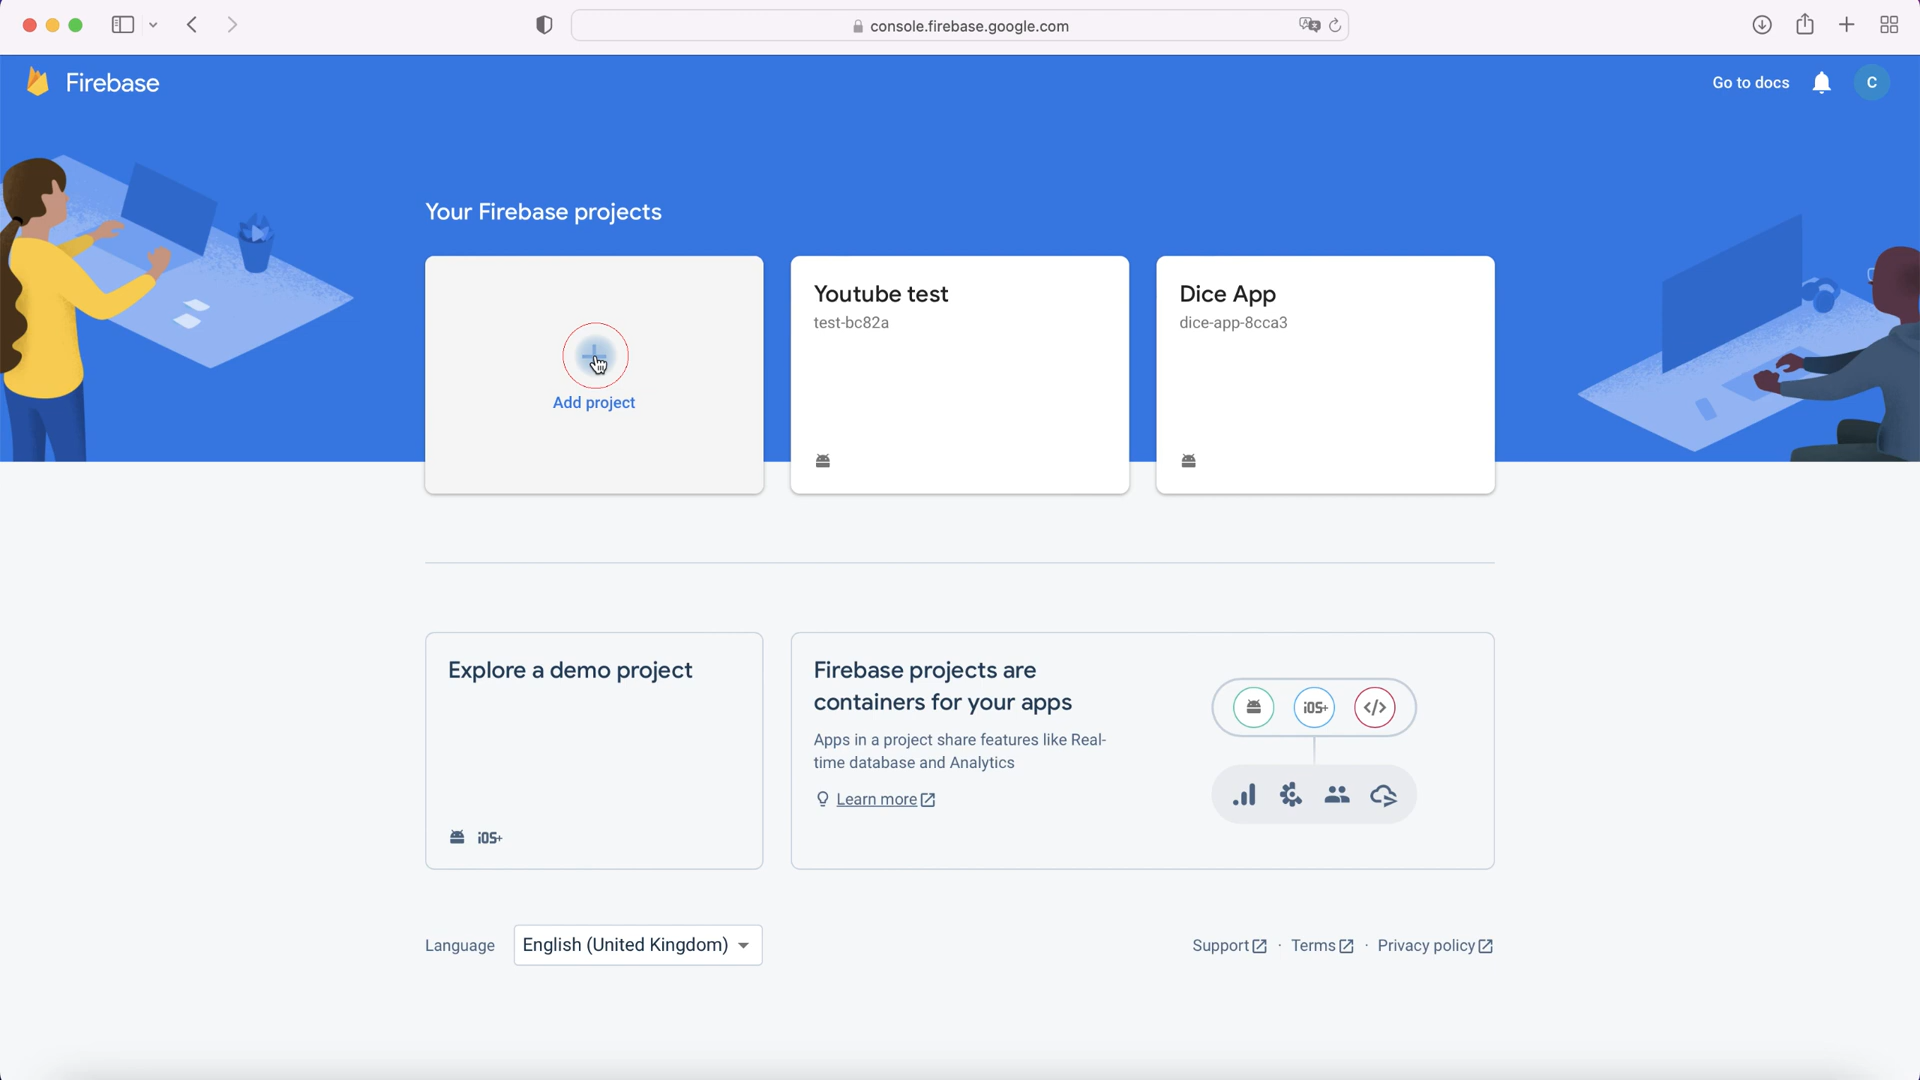 console.firebase.google.com
Firebase
Go to docs
C
Your Firebase projects
Add project
Youtube test
test-bc82a
Dice App
dice-app-8cca3
Explore a demo project
iOS+
Firebase projects are
containers for your apps
Apps in a project share features like Real-
time database and Analytics
Learn more
iOS+
</>
Language
English (United Kingdom)
Support · Terms · Privacy policy